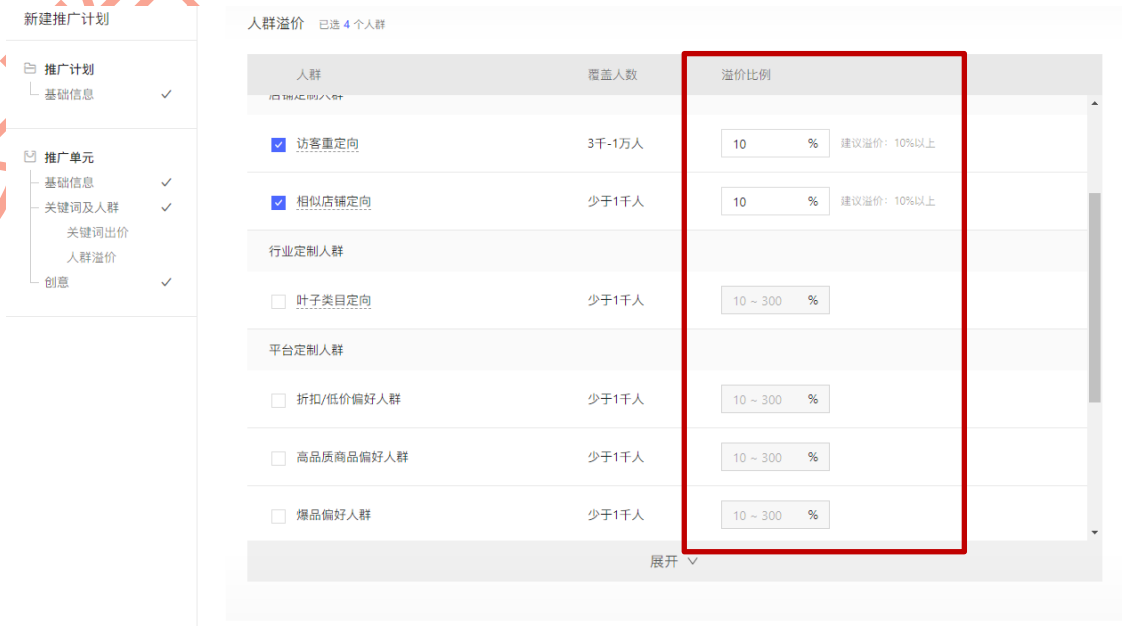 新建推广计划
推广计划
基础信息
推广单元
基础信息
关键词及人群
关键词出价
人群溢价
创意
人群溢价 已选 4 个人群
人群 覆盖人数 溢价比例
店铺定制人群
访客重定向 3千-1万人 10 % 建议溢价：10%以上
相似店铺定向 少于1千人 10 % 建议溢价：10%以上
行业定制人群
叶子类目定向 少于1千人 10 ~ 300 %
平台定制人群
折扣/低价偏好人群 少于1千人 10 ~ 300 %
高品质商品偏好人群 少于1千人 10 ~ 300 %
爆品偏好人群 少于1千人 10 ~ 300 %
展开